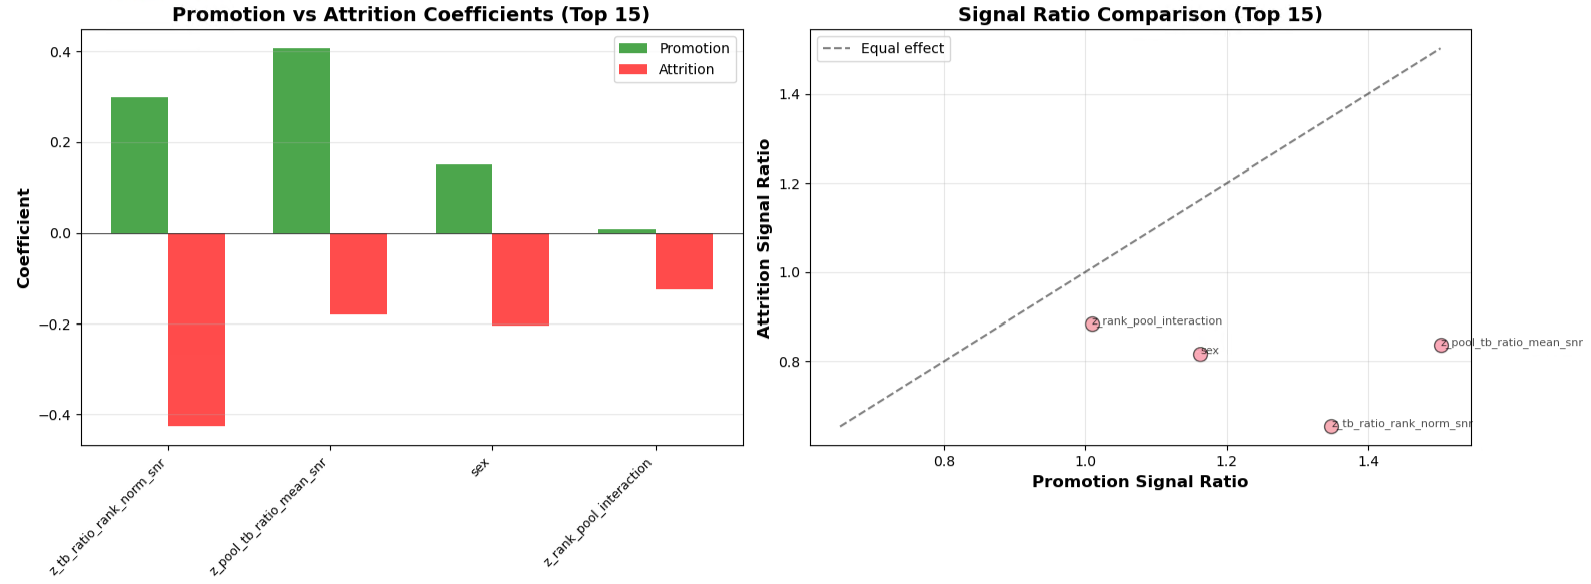 Promotion vs Attrition Coefficients (Top 15)
Coefficient
0.4
0.2
0.0
−0.2
−0.4
Promotion
Attrition
z_tb_ratio_rank_norm_snr
z_pool_tb_ratio_mean_snr
sex
z_rank_pool_interaction
Signal Ratio Comparison (Top 15)
Equal effect
Attrition Signal Ratio
1.4
1.2
1.0
0.8
z_rank_pool_interaction
sex
z_pool_tb_ratio_mean_snr
z_tb_ratio_rank_norm_snr
0.8
1.0
1.2
1.4
Promotion Signal Ratio